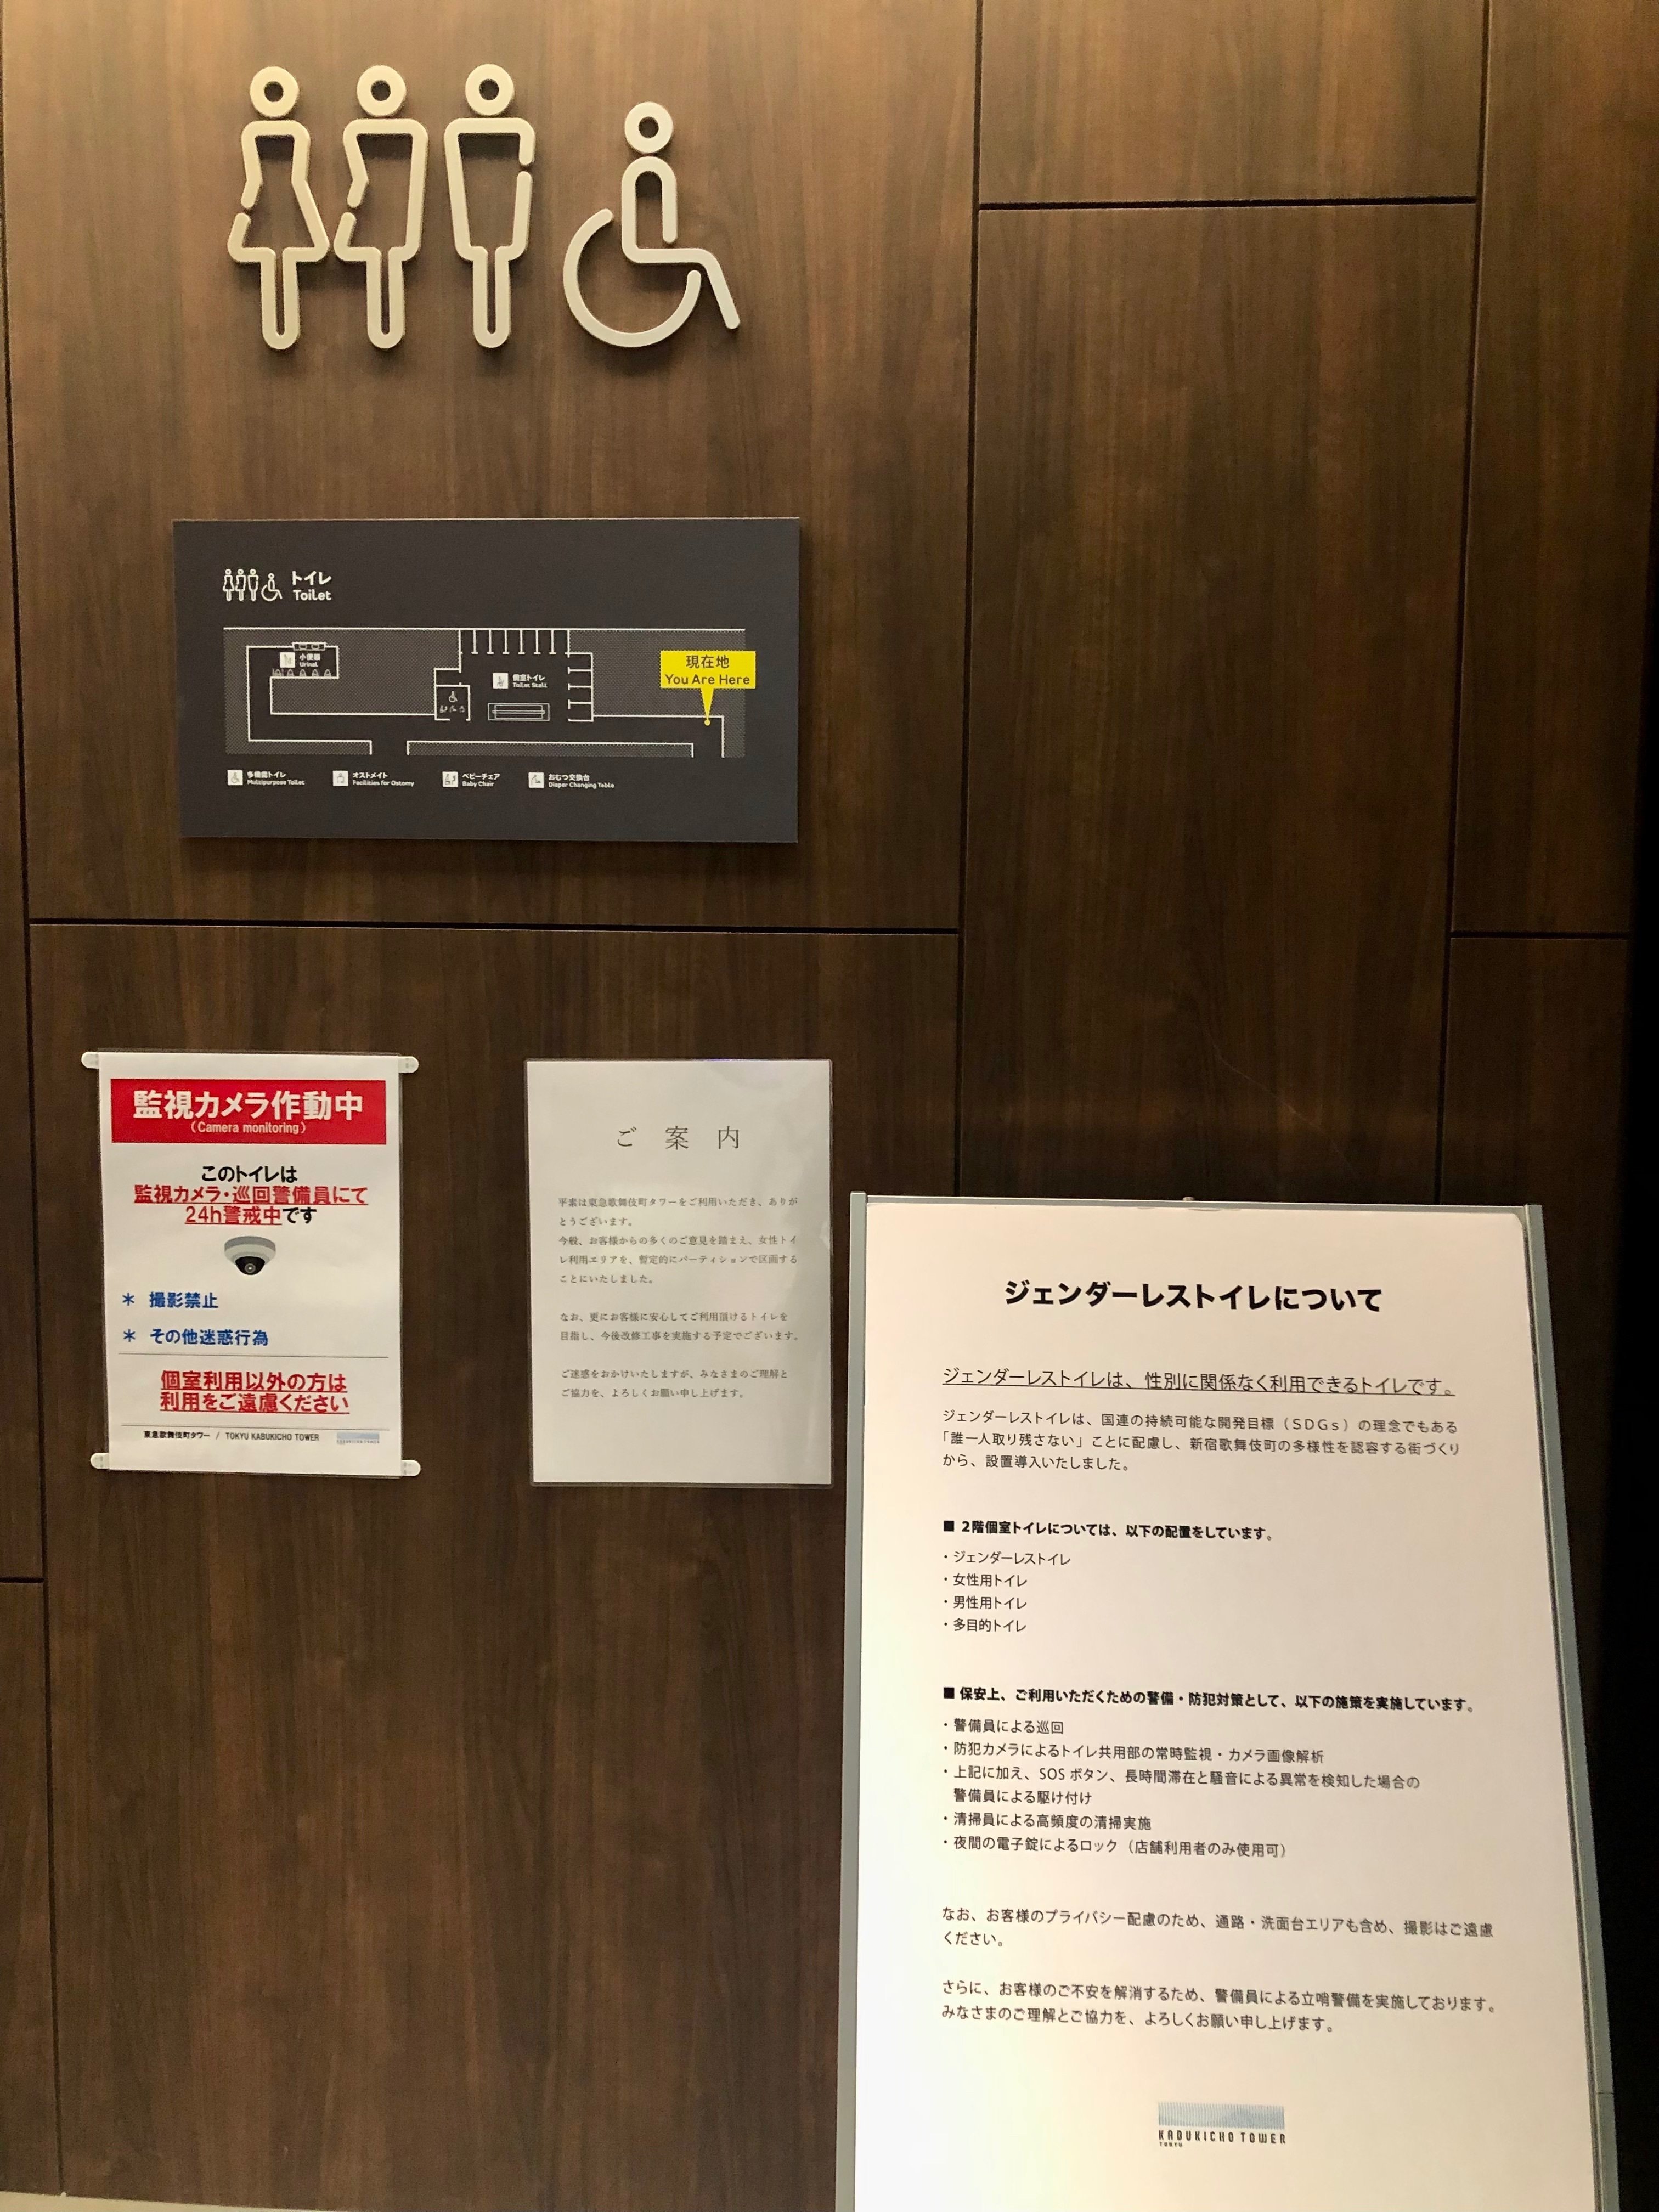 トイレ
Toilet
小便器
Urinal
個室トイレ
Toilet Stall
現在地
You Are Here
多機能トイレ
Multipurpose Toilet
オストメイト
Facilities for Ostomy
ベビーチェア
Baby Chair
おむつ交換台
Diaper Changing Table
監視カメラ作動中
(Camera monitoring)
このトイレは
監視カメラ・巡回警備員にて
24h警戒中です
＊ 撮影禁止
＊ その他迷惑行為
個室利用以外の方は
利用をご遠慮ください
東急歌舞伎町タワー / TOKYU KABUKICHO TOWER
ご案内
平素は東急歌舞伎町タワーをご利用いただき、ありが
とうございます。
今般、お客様からの多くのご意見を踏まえ、女性トイ
レ利用エリアを、暫定的にパーティションで区画する
ことにいたしました。
なお、更にお客様に安心してご利用頂けるトイレを
目指し、今後改修工事を実施する予定でございます。
ご迷惑をおかけいたしますが、みなさまのご理解と
ご協力を、よろしくお願い申し上げます。
ジェンダーレストイレについて
ジェンダーレストイレは、性別に関係なく利用できるトイレです。
ジェンダーレストイレは、国連の持続可能な開発目標（SDGs）の理念でもある
「誰一人取り残さない」ことに配慮し、新宿歌舞伎町の多様性を認容する街づくり
から、設置導入いたしました。
■ 2階個室トイレについては、以下の配置をしています。
・ジェンダーレストイレ
・女性用トイレ
・男性用トイレ
・多目的トイレ
■ 保安上、ご利用いただくための警備・防犯対策として、以下の施策を実施しています。
・警備員による巡回
・防犯カメラによるトイレ共用部の常時監視・カメラ画像解析
・上記に加え、SOSボタン、長時間滞在と騒音による異常を検知した場合の
警備員による駆け付け
・清掃員による高頻度の清掃実施
・夜間の電子錠によるロック（店舗利用者のみ使用可）
なお、お客様のプライバシー配慮のため、通路・洗面台エリアも含め、撮影はご遠慮
ください。
さらに、お客様のご不安を解消するため、警備員による立哨警備を実施しております。
みなさまのご理解とご協力を、よろしくお願い申し上げます。
KABUKICHO TOWER
TOKYU